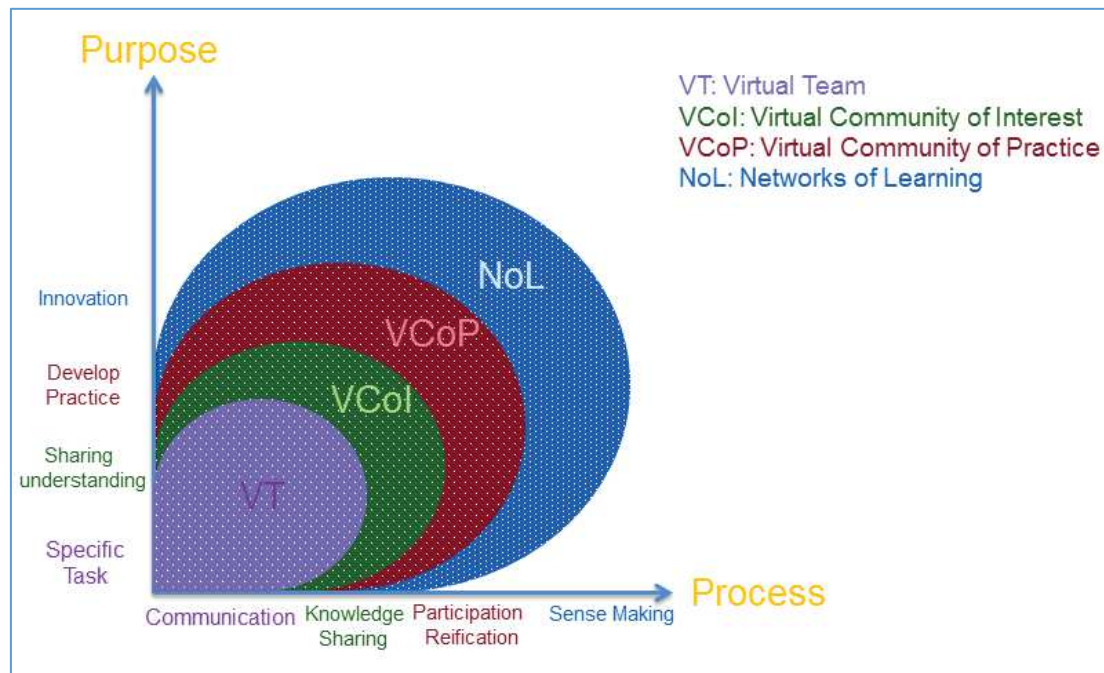 Purpose
VT: Virtual Team
VCoI: Virtual Community of Interest
VCoP: Virtual Community of Practice
NoL: Networks of Learning
NoL
Innovation
VCoP
Develop
Practice
VCoI
Sharing
understanding
VT
Specific
Task
Process
Communication
Knowledge
Sharing
Participation
Reification
Sense Making